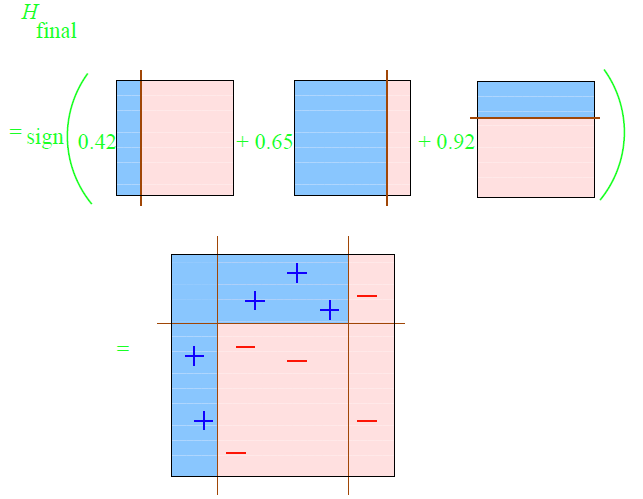 H
final
= sign 0.42 + 0.65 + 0.92
=